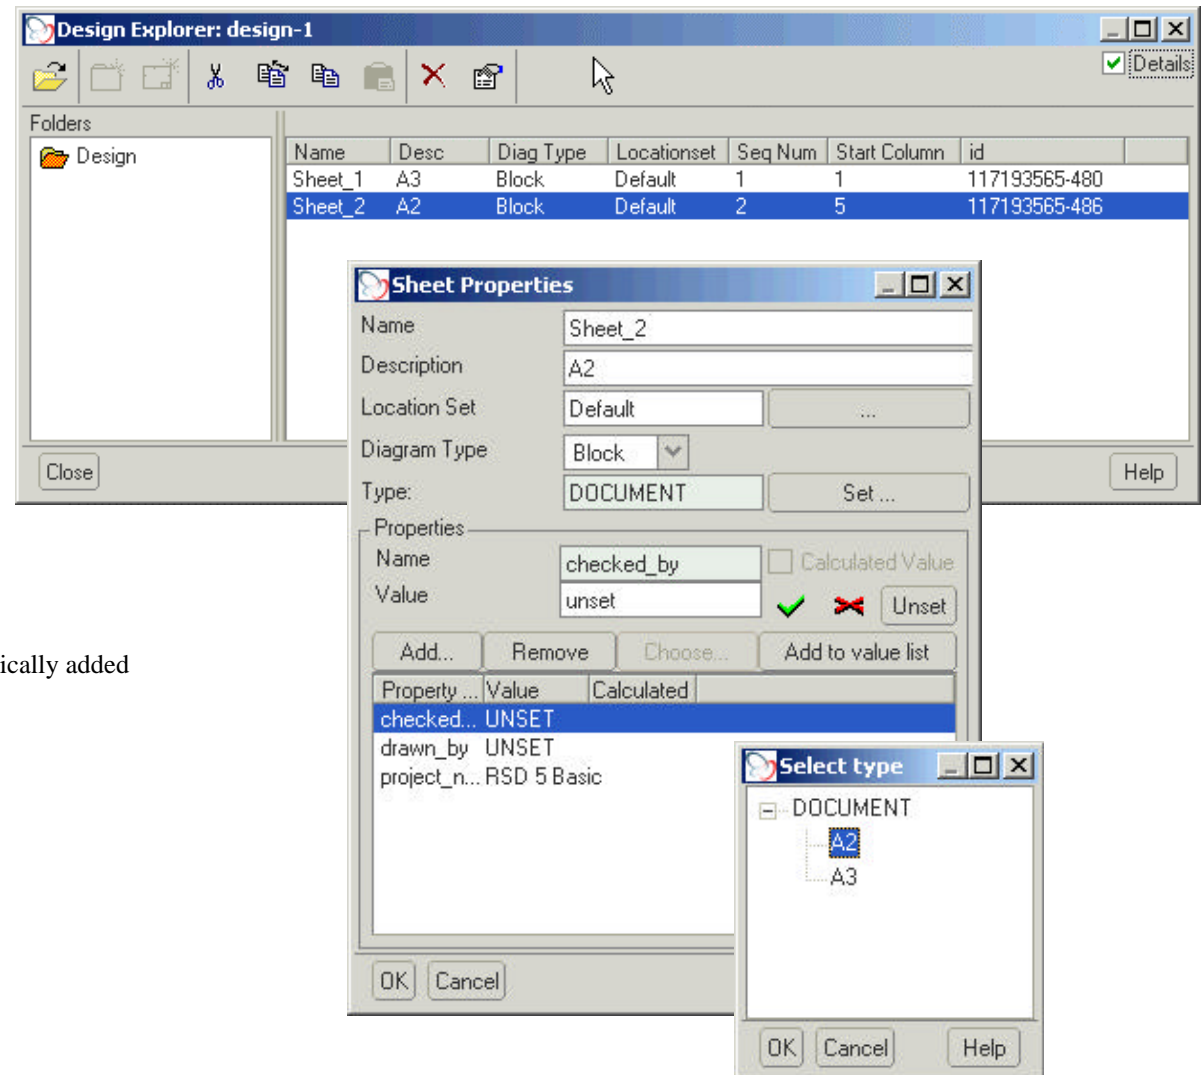 Design Explorer: design-1
Details
Folders
Design
Name Desc Diag Type Locationset Seq Num Start Column id
Sheet_1 A3 Block Default 1 1 117193565-480
Sheet_2 A2 Block Default 2 5 117193565-486
Close
Help
Sheet Properties
Name Sheet_2
Description A2
Location Set Default ...
Diagram Type Block
Type: DOCUMENT Set ...
Properties
Name checked_by Calculated Value
Value unset Unset
ically added
Add... Remove Choose... Add to value list
Property ... Value Calculated
checked... UNSET
drawn_by UNSET
project_n... RSD 5 Basic
OK Cancel
Select type
DOCUMENT
A2
A3
OK Cancel Help